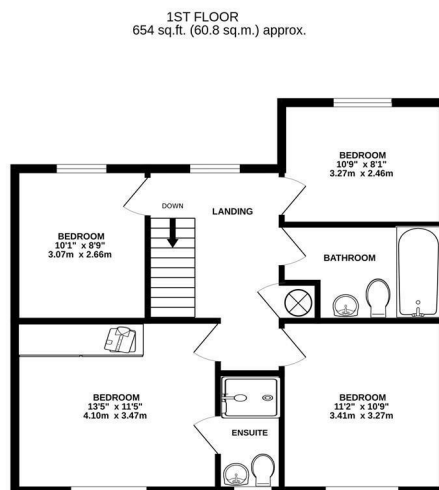 1ST FLOOR
654 sq.ft. (60.8 sq.m.) approx.
BEDROOM
10'9" x 8'1"
3.27m x 2.46m
DOWN
LANDING
BEDROOM
10'1" x 8'9"
3.07m x 2.66m
BATHROOM
BEDROOM
13'5" x 11'5"
4.10m x 3.47m
BEDROOM
11'2" x 10'9"
3.41m x 3.27m
ENSUITE